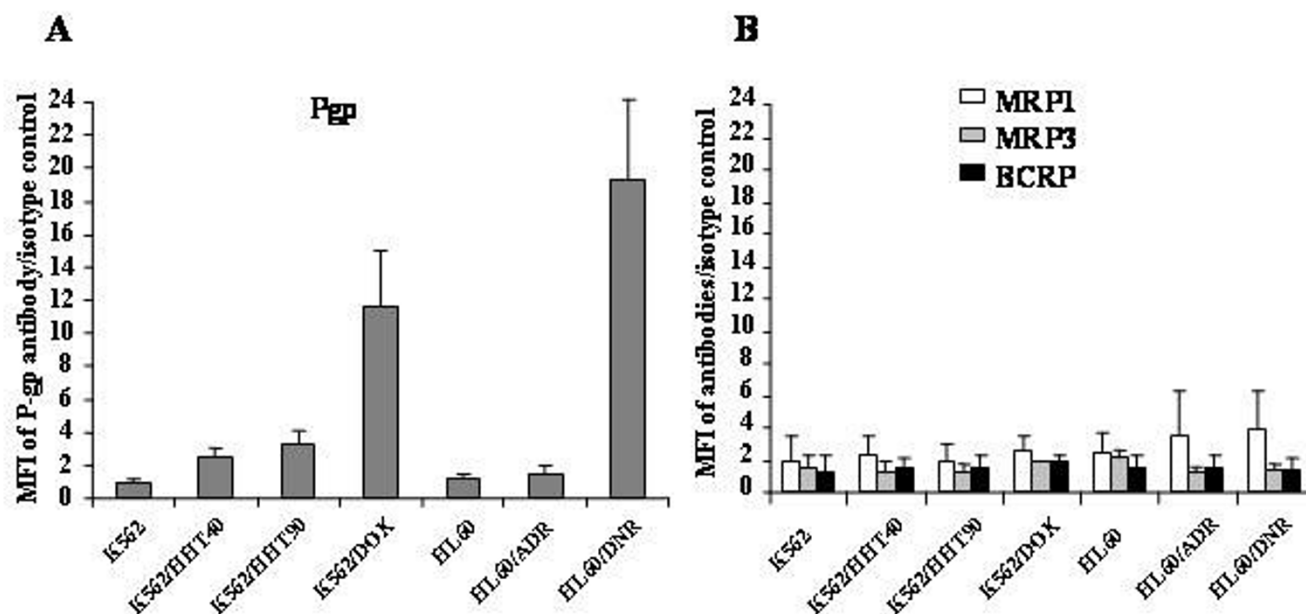 A
Pgp
MFI of P-gp antibody/isotype control
24
22
20
18
16
14
12
10
8
6
4
2
0
K562
K562/HHT40
K562/HHT90
K562/DOX
HL60
HL60/ADR
HL60/DNR
B
MRP1
MRP3
BCRP
MFI of antibodies/isotype control
24
22
20
18
16
14
12
10
8
6
4
2
0
K562
K562/HHT40
K562/HHT90
K562/DOX
HL60
HL60/ADR
HL60/DNR